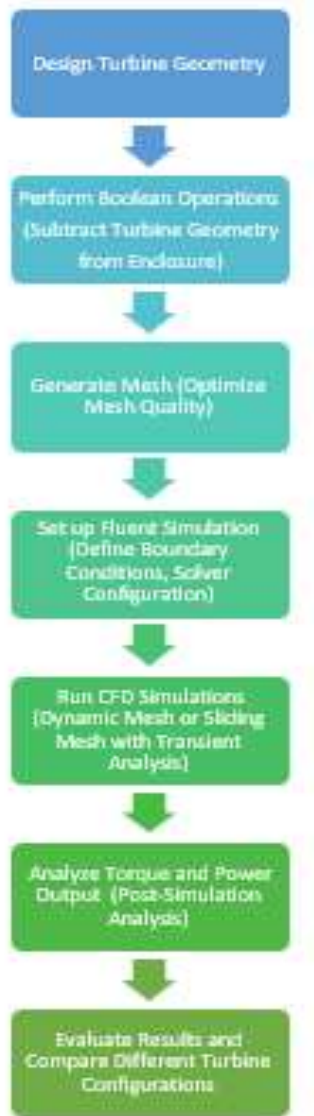 Design Turbine Geometry
Perform Boolean Operations
(Subtract Turbine Geometry
from Enclosure)
Generate Mesh (Optimize
Mesh Quality)
Set up Fluent Simulation
(Define Boundary
Conditions, Solver
Configuration)
Run CFD Simulations
(Dynamic Mesh or Sliding
Mesh with Transient
Analysis)
Analyze Torque and Power
Output (Post-Simulation
Analysis)
Evaluate Results and
Compare Different Turbine
Configurations